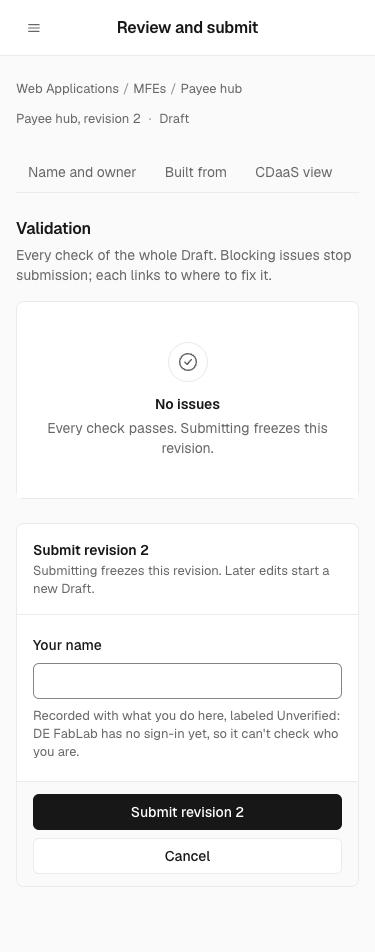 Review and submit
Web Applications / MFEs / Payee hub
Payee hub, revision 2 · Draft
Name and owner Built from CDaaS view
Validation
Every check of the whole Draft. Blocking issues stop
submission; each links to where to fix it.
No issues
Every check passes. Submitting freezes this
revision.
Submit revision 2
Submitting freezes this revision. Later edits start a
new Draft.
Your name
Recorded with what you do here, labeled Unverified:
DE FabLab has no sign-in yet, so it can't check who
you are.
Submit revision 2
Cancel